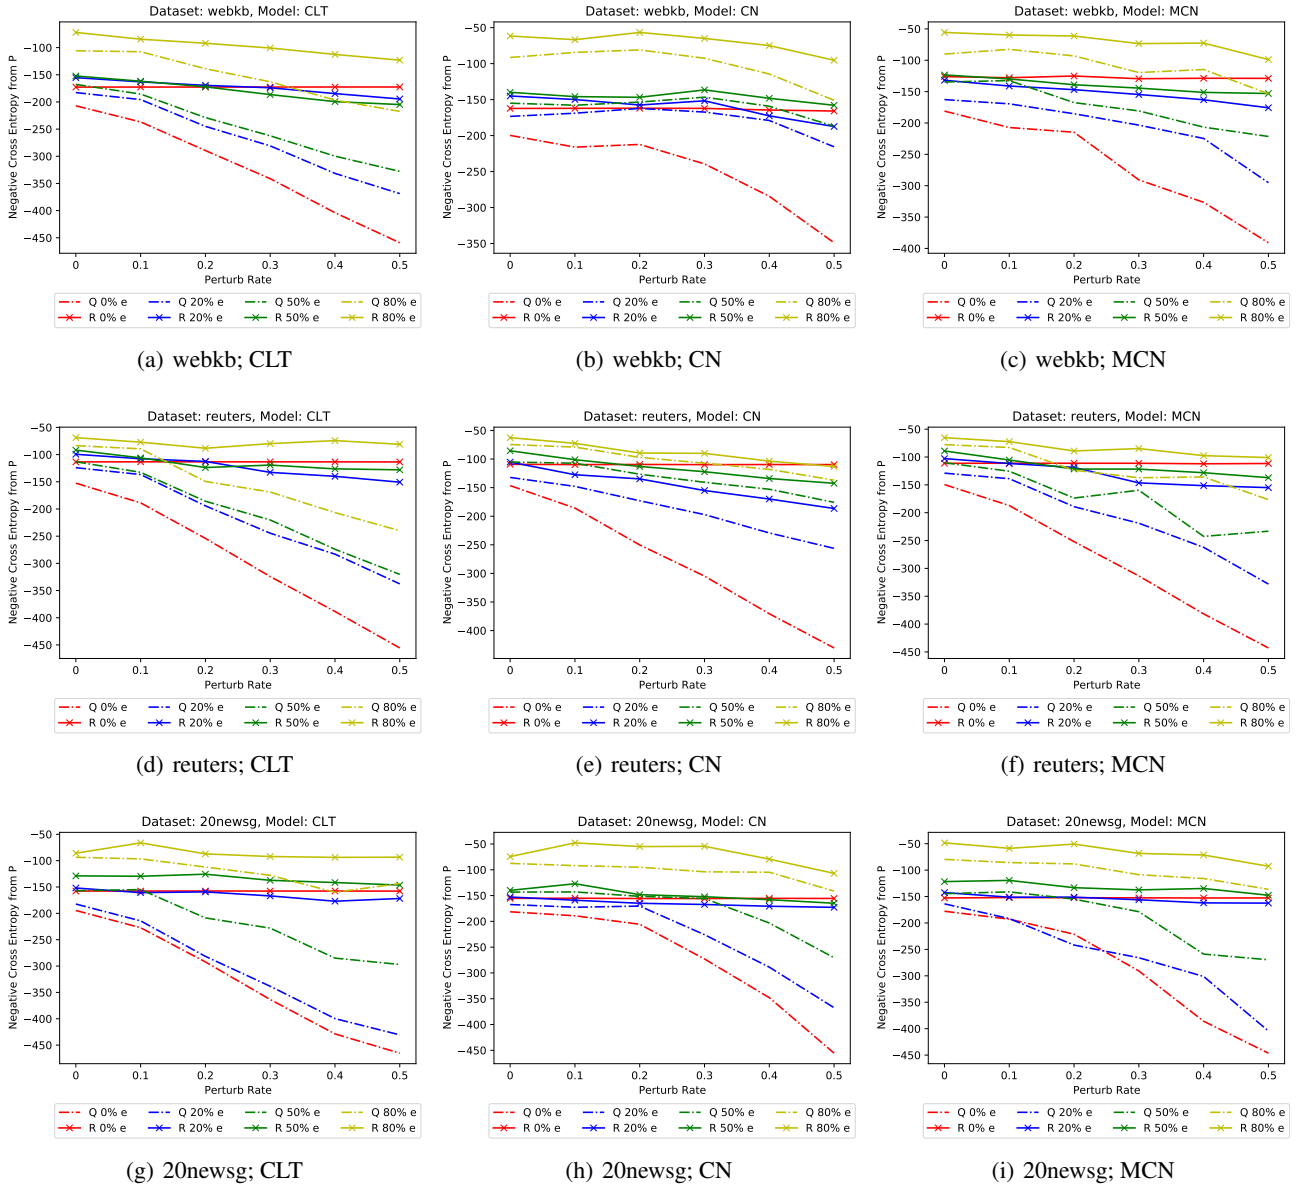 Dataset: webkb, Model: CLT
Negative Cross Entropy from P
−100
−150
−200
−250
−300
−350
−400
−450
0 0.1 0.2 0.3 0.4 0.5
Perturb Rate
Q 0% e Q 20% e Q 50% e Q 80% e
R 0% e R 20% e R 50% e R 80% e
(a) webkb; CLT
Dataset: webkb, Model: CN
Negative Cross Entropy from P
−50
−100
−150
−200
−250
−300
−350
0 0.1 0.2 0.3 0.4 0.5
Perturb Rate
Q 0% e Q 20% e Q 50% e Q 80% e
R 0% e R 20% e R 50% e R 80% e
(b) webkb; CN
Dataset: webkb, Model: MCN
Negative Cross Entropy from P
−50
−100
−150
−200
−250
−300
−350
−400
0 0.1 0.2 0.3 0.4 0.5
Perturb Rate
Q 0% e Q 20% e Q 50% e Q 80% e
R 0% e R 20% e R 50% e R 80% e
(c) webkb; MCN
Dataset: reuters, Model: CLT
Negative Cross Entropy from P
−50
−100
−150
−200
−250
−300
−350
−400
−450
0 0.1 0.2 0.3 0.4 0.5
Perturb Rate
Q 0% e Q 20% e Q 50% e Q 80% e
R 0% e R 20% e R 50% e R 80% e
(d) reuters; CLT
Dataset: reuters, Model: CN
Negative Cross Entropy from P
−50
−100
−150
−200
−250
−300
−350
−400
0 0.1 0.2 0.3 0.4 0.5
Perturb Rate
Q 0% e Q 20% e Q 50% e Q 80% e
R 0% e R 20% e R 50% e R 80% e
(e) reuters; CN
Dataset: reuters, Model: MCN
Negative Cross Entropy from P
−50
−100
−150
−200
−250
−300
−350
−400
−450
0 0.1 0.2 0.3 0.4 0.5
Perturb Rate
Q 0% e Q 20% e Q 50% e Q 80% e
R 0% e R 20% e R 50% e R 80% e
(f) reuters; MCN
Dataset: 20newsg, Model: CLT
Negative Cross Entropy from P
−50
−100
−150
−200
−250
−300
−350
−400
−450
0 0.1 0.2 0.3 0.4 0.5
Perturb Rate
Q 0% e Q 20% e Q 50% e Q 80% e
R 0% e R 20% e R 50% e R 80% e
(g) 20newsg; CLT
Dataset: 20newsg, Model: CN
Negative Cross Entropy from P
−50
−100
−150
−200
−250
−300
−350
−400
−450
0 0.1 0.2 0.3 0.4 0.5
Perturb Rate
Q 0% e Q 20% e Q 50% e Q 80% e
R 0% e R 20% e R 50% e R 80% e
(h) 20newsg; CN
Dataset: 20newsg, Model: MCN
Negative Cross Entropy from P
−50
−100
−150
−200
−250
−300
−350
−400
−450
0 0.1 0.2 0.3 0.4 0.5
Perturb Rate
Q 0% e Q 20% e Q 50% e Q 80% e
R 0% e R 20% e R 50% e R 80% e
(i) 20newsg; MCN